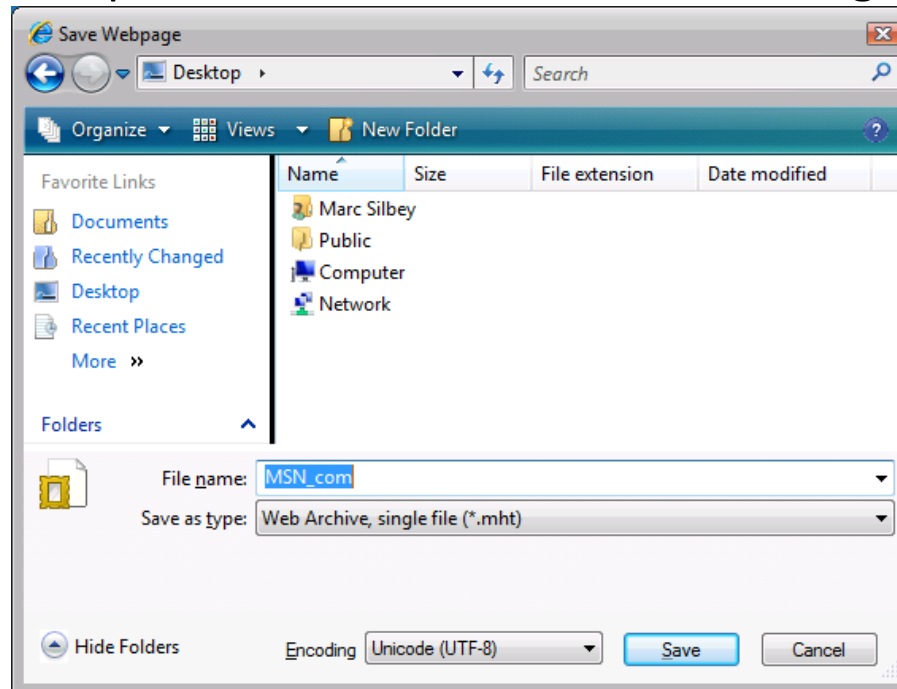 Save Webpage
Desktop
Search
Organize Views New Folder
Favorite Links
Documents
Recently Changed
Desktop
Recent Places
More »
Folders
Name Size File extension Date modified
Marc Silbey
Public
Computer
Network
File name: MSN_com
Save as type: Web Archive, single file (*.mht)
Hide Folders
Encoding Unicode (UTF-8) Save Cancel